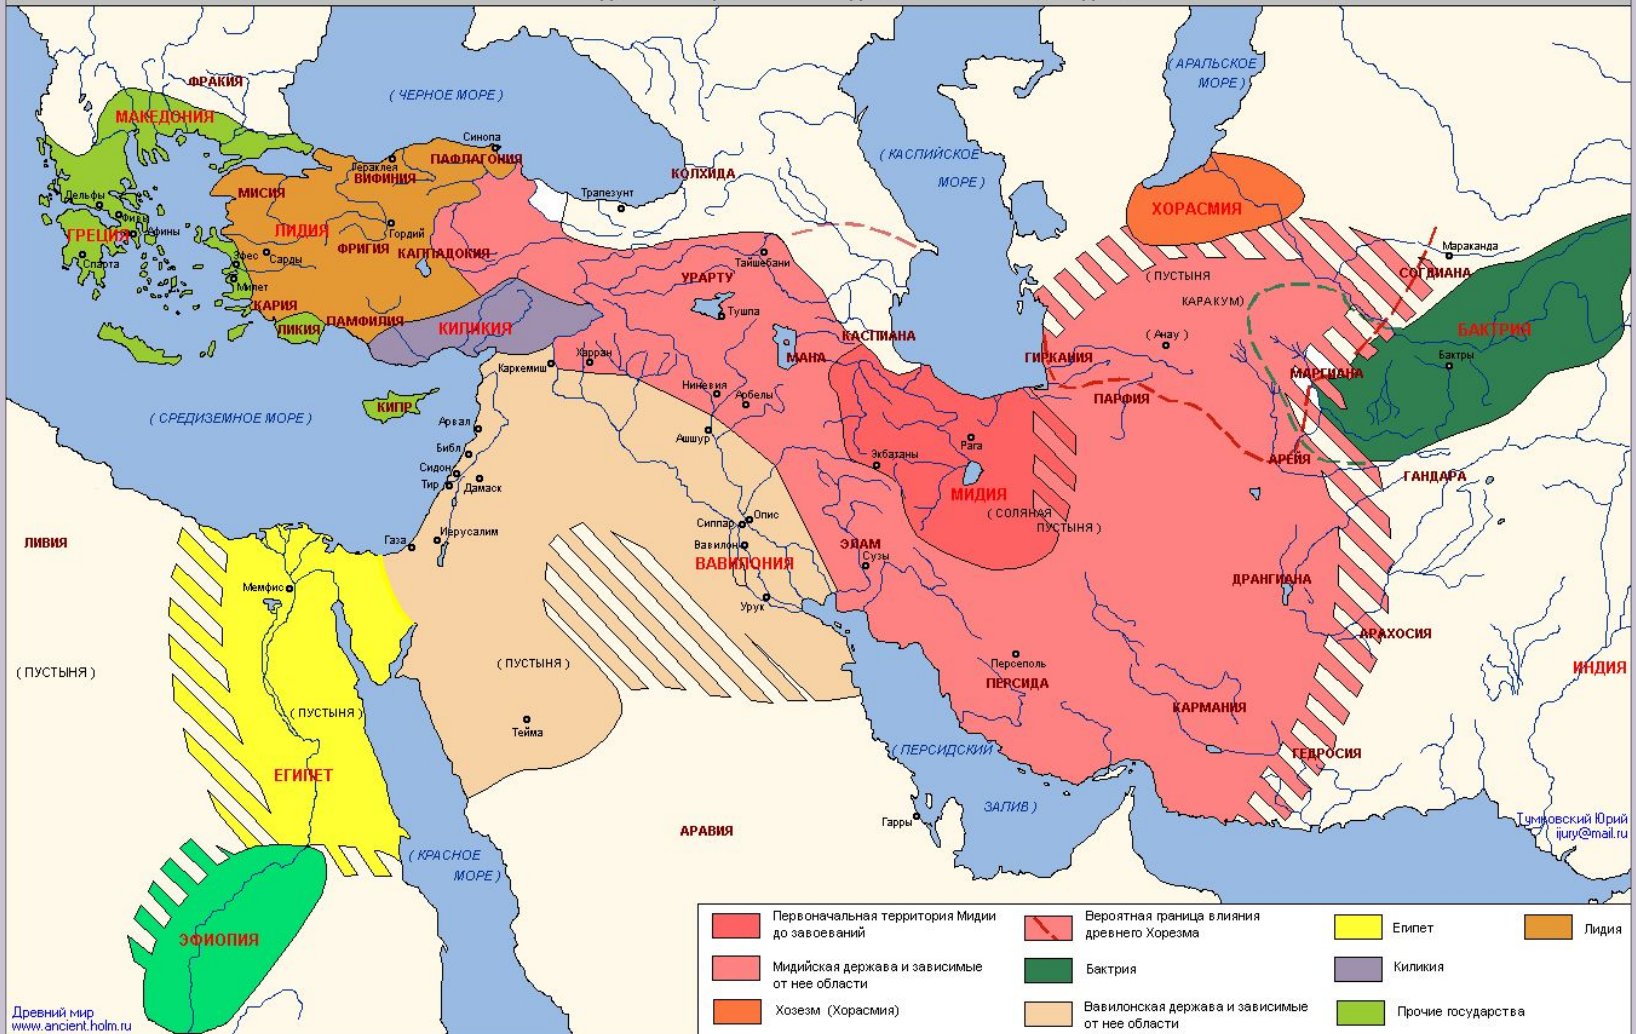 ФРАКИЯ
МАКЕДОНИЯ
( ЧЕРНОЕ МОРЕ )
( АРАЛЬСКОЕ
МОРЕ )
( КАСПИЙСКОЕ
МОРЕ )
Синопа
ПАФЛАГОНИЯ
Гераклея
ВИФИНИЯ
МИСИЯ
КОЛХИДА
Трапезунт
ХОРАСМИЯ
Дельфы
Фивы
Афины
ГРЕЦИЯ
Спарта
ЛИДИЯ
Гордий
ФРИГИЯ
КАППАДОКИЯ
Эфес
Сарды
Милет
КАРИЯ
ЛИКИЯ
ПАМФИЛИЯ
КИЛИКИЯ
УРАРТУ
Тайшебани
Тушпа
МАНА
КАСПИАНА
( ПУСТЫНЯ
КАРАКУМ)
Мараканда
СОГДИАНА
БАКТРИЯ
Бактры
( Анау )
ГИРКАНИЯ
МАРГИАНА
ПАРФИЯ
АРЕЙЯ
ГАНДАРА
Каркемиш
Харран
Ниневия
Арбелы
Ашшур
КИПР
( СРЕДИЗЕМНОЕ МОРЕ )
Арвал
Библ
Сидон
Тир
Дамаск
Газа
Иерусалим
Экбатаны
Рага
МИДИЯ
( СОЛЯНАЯ
ПУСТЫНЯ )
Сиппар
Опис
Вавилон
ВАВИЛОНИЯ
Урук
ЭЛАМ
Сузы
ДРАНГИАНА
АРАХОСИЯ
ИНДИЯ
ЛИВИЯ
( ПУСТЫНЯ )
Мемфис
( ПУСТЫНЯ )
ЕГИПЕТ
( ПУСТЫНЯ )
Тейма
Персеполь
ПЕРСИДА
КАРМАНИЯ
ГЕДРОСИЯ
( ПЕРСИДСКИЙ
ЗАЛИВ )
Гарры
АРАВИЯ
( КРАСНОЕ
МОРЕ )
ЭФИОПИЯ
Тумковский Юрий
ijury@mail.ru
Древний мир
www.ancient.holm.ru
Первоначальная территория Мидии
до завоеваний
Мидийская держава и зависимые
от нее области
Хозезм (Хорасмия)
Вероятная граница влияния
древнего Хорезма
Бактрия
Вавилонская держава и зависимые
от нее области
Египет
Киликия
Прочие государства
Лидия